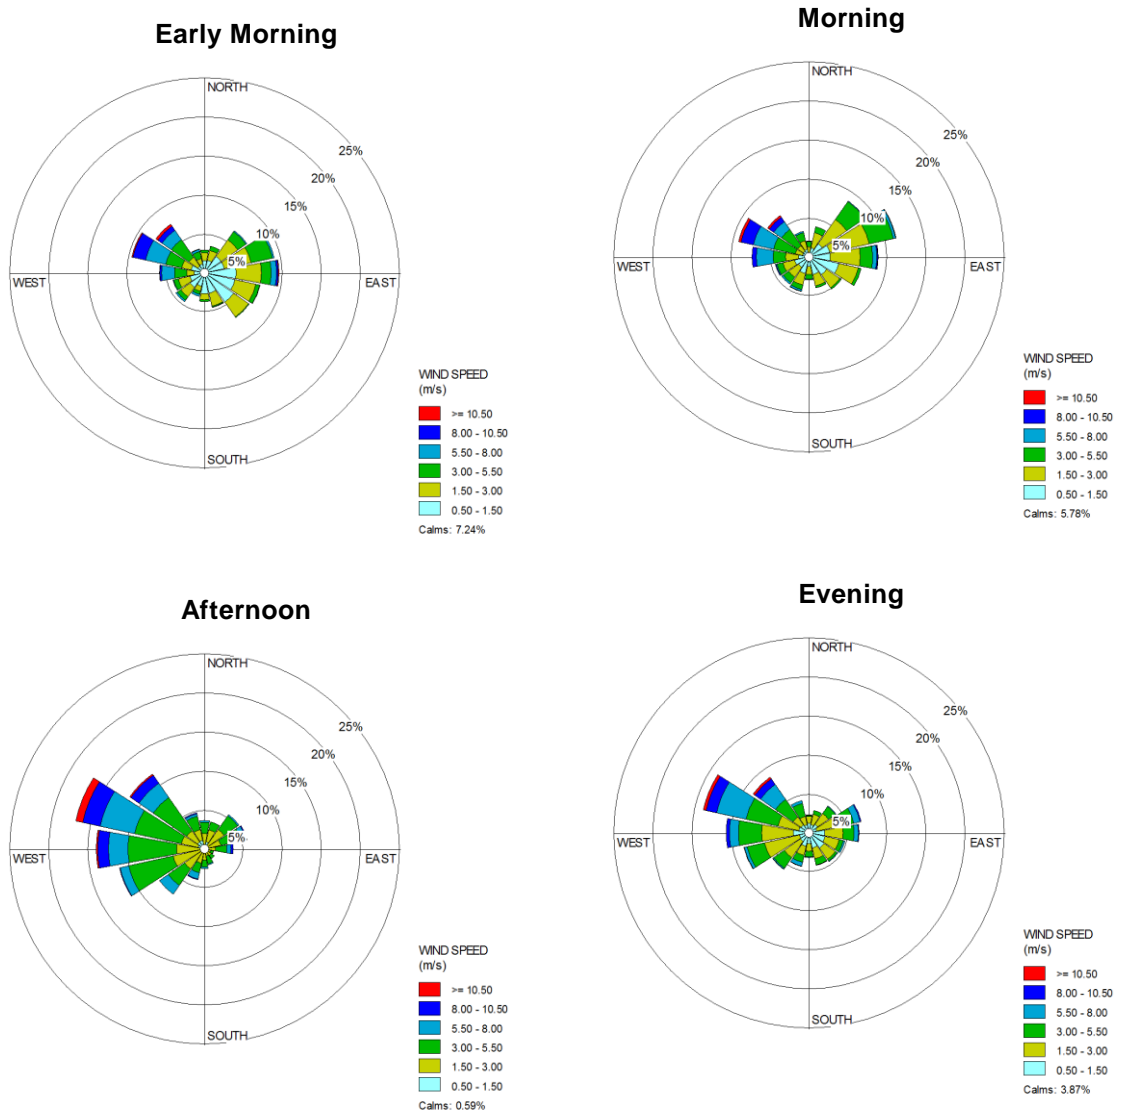 Early Morning
NORTH
25%
20%
15%
10%
5%
WEST
EAST
SOUTH
WIND SPEED
(m/s)
>= 10.50
8.00 - 10.50
5.50 - 8.00
3.00 - 5.50
1.50 - 3.00
0.50 - 1.50
Calms: 7.24%
Morning
NORTH
25%
20%
15%
10%
5%
WEST
EAST
SOUTH
WIND SPEED
(m/s)
>= 10.50
8.00 - 10.50
5.50 - 8.00
3.00 - 5.50
1.50 - 3.00
0.50 - 1.50
Calms: 5.78%
Afternoon
NORTH
25%
20%
15%
10%
5%
WEST
EAST
SOUTH
WIND SPEED
(m/s)
>= 10.50
8.00 - 10.50
5.50 - 8.00
3.00 - 5.50
1.50 - 3.00
0.50 - 1.50
Calms: 0.59%
Evening
NORTH
25%
20%
15%
10%
5%
WEST
EAST
SOUTH
WIND SPEED
(m/s)
>= 10.50
8.00 - 10.50
5.50 - 8.00
3.00 - 5.50
1.50 - 3.00
0.50 - 1.50
Calms: 3.87%